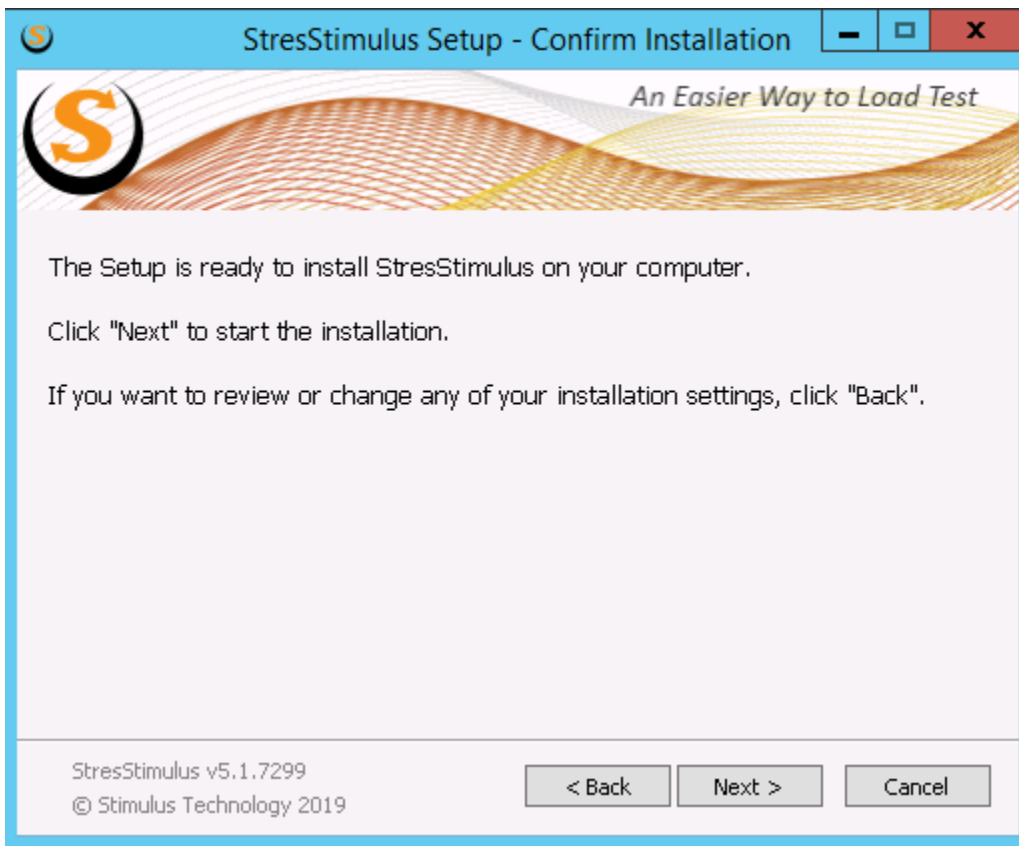 StresStimulus Setup - Confirm Installation
An Easier Way to Load Test
The Setup is ready to install StresStimulus on your computer.
Click "Next" to start the installation.
If you want to review or change any of your installation settings, click "Back".
StresStimulus v5.1.7299
© Stimulus Technology 2019
< Back
Next >
Cancel